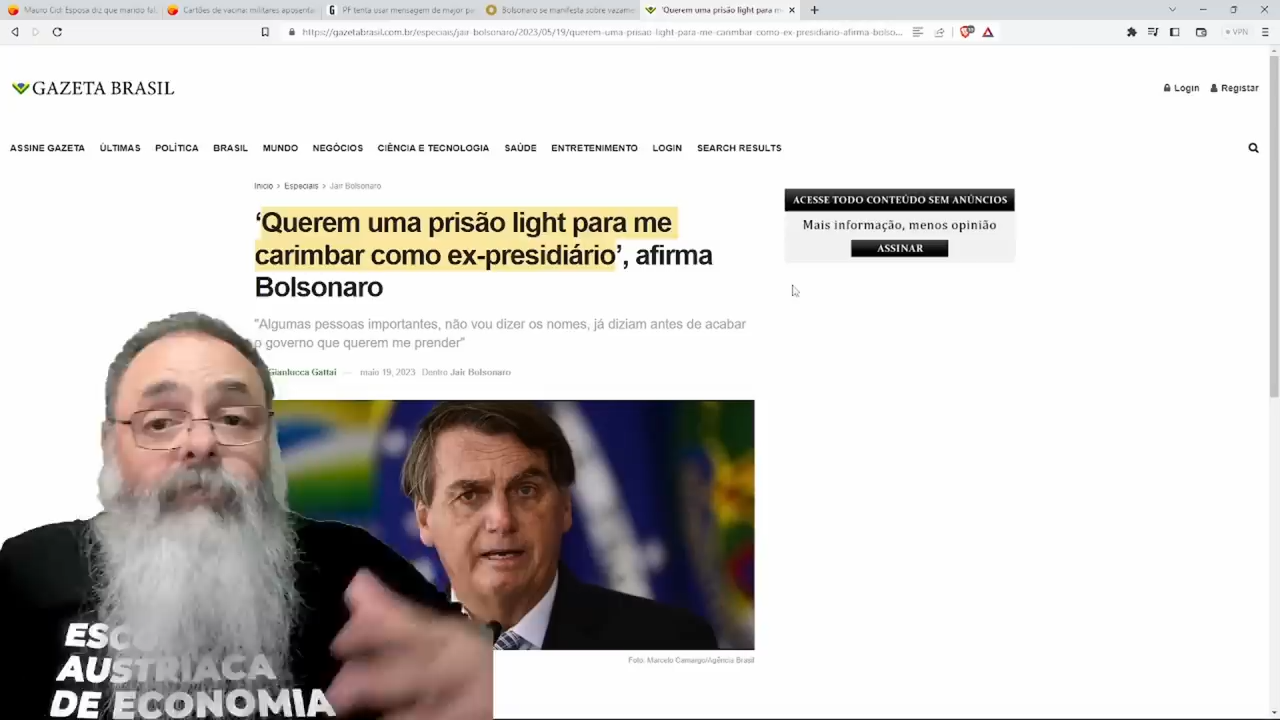 Mauro Cid: Esposa diz que marido fal
Cartões de vacina: militares aposenta
PF tenta usar mensagem de major pa
Bolsonaro se manifesta sobre vazame
'Querem uma prisão light para me
https://gazetabrasil.com.br/especiais/jair-bolsonaro/2023/05/19/querem-uma-prisao-light-para-me-carimbar-como-ex-presidiario-afirma-bolso...
VPN
GAZETA BRASIL
Login
Registar
ASSINE GAZETA ÚLTIMAS POLÍTICA BRASIL MUNDO NEGÓCIOS CIÊNCIA E TECNOLOGIA SAÚDE ENTRETENIMENTO LOGIN SEARCH RESULTS
Início > Especiais > Jair Bolsonaro
‘Querem uma prisão light para me
carimbar como ex-presidiário’, afirma
Bolsonaro
"Algumas pessoas importantes, não vou dizer os nomes, já diziam antes de acabar
o governo que querem me prender"
Gianlucca Gattai — maio 19, 2023 Dentro Jair Bolsonaro
ACESSE TODO CONTEÚDO SEM ANÚNCIOS
Mais informação, menos opinião
ASSINAR
Foto: Marcelo Camargo/Agência Brasil
ESC
AUSTRIACA
DE ECONOMIA